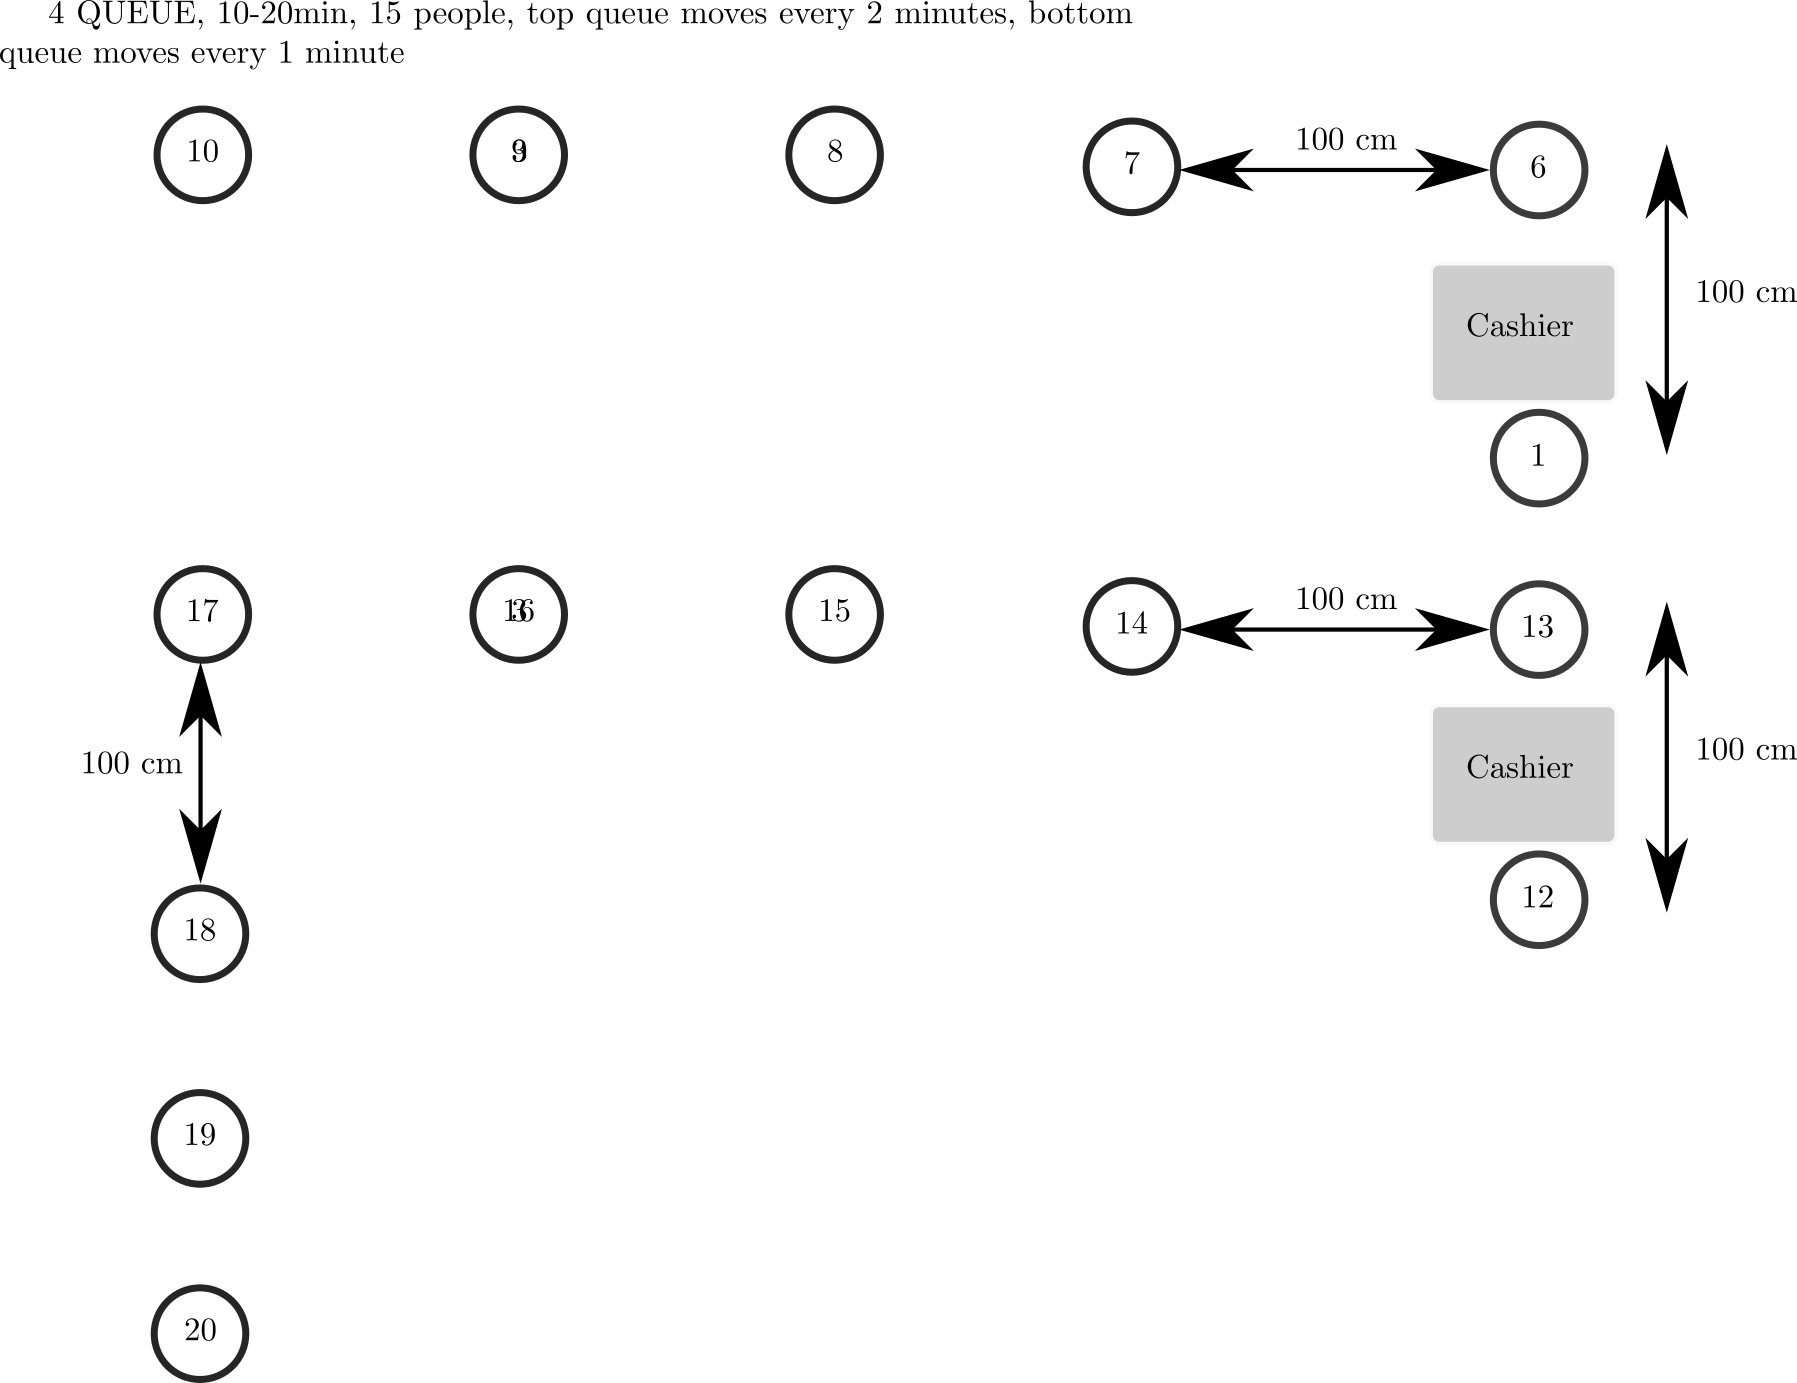 4 QUEUE, 10-20min, 15 people, top queue moves every 2 minutes, bottom
queue moves every 1 minute
10 9 8 7 100 cm 6
100 cm
Cashier
1
17 16 15 14 100 cm 13
100 cm
100 cm
Cashier
12
18
19
20